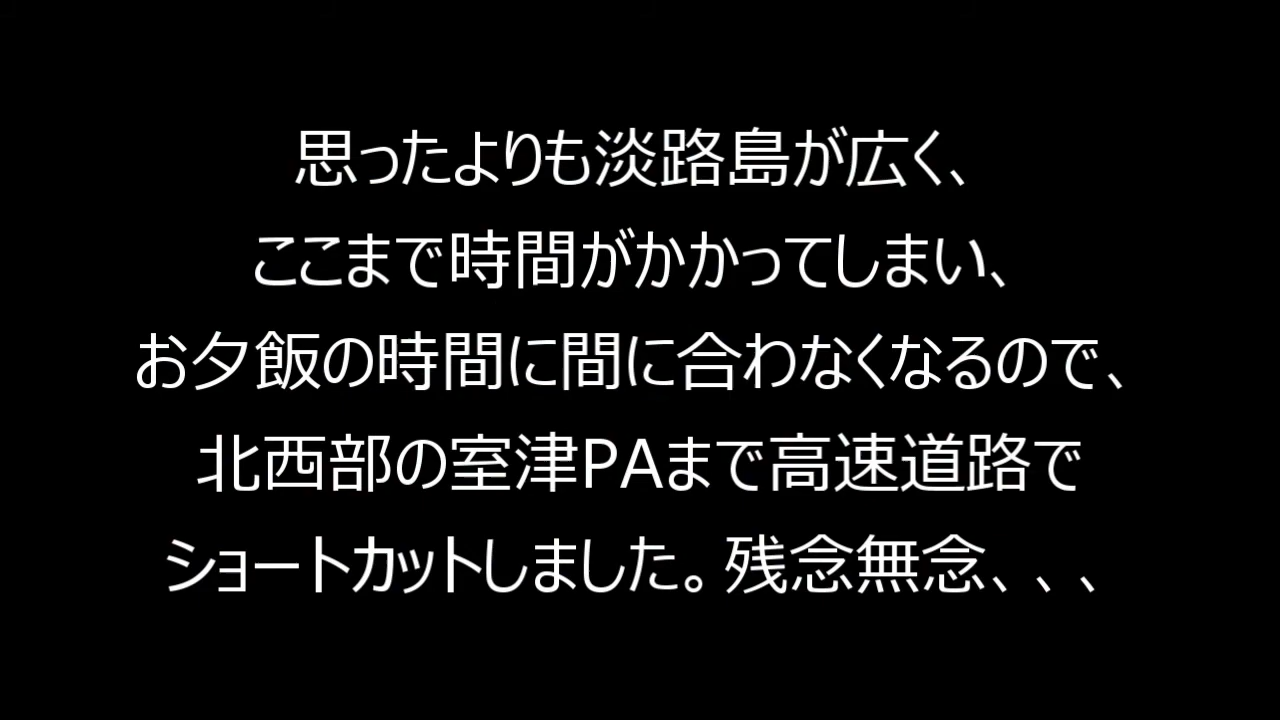 思ったよりも淡路島が広く、
ここまで時間がかかってしまい、
お夕飯の時間に間に合わなくなるので、
北西部の室津PAまで高速道路で
ショートカットしました。残念無念、、、